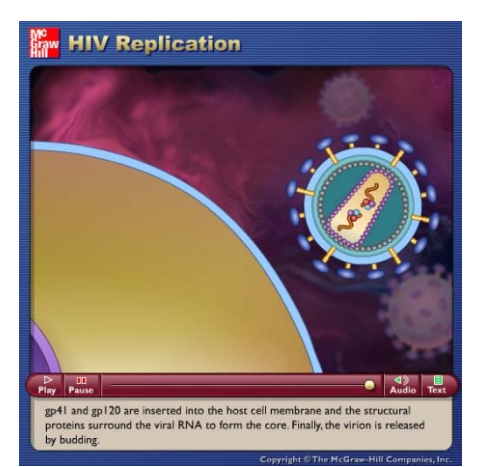 Mc
Graw
Hill
HIV Replication
Play Pause Audio Text
gp41 and gp120 are inserted into the host cell membrane and the structural
proteins surround the viral RNA to form the core. Finally, the virion is released
by budding.
Copyright © The McGraw-Hill Companies, Inc.